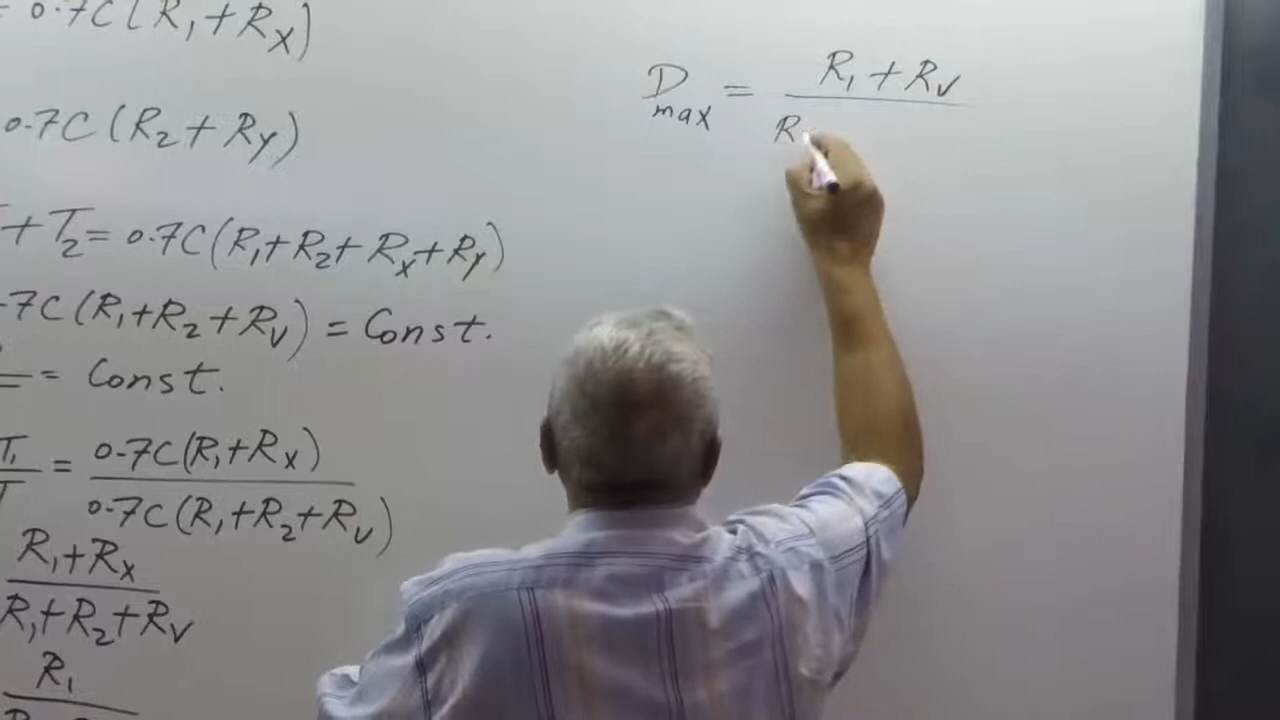 = 0.7C(R₁+Rₓ)
0.7C(R₂+Ry)
+T₂= 0.7C(R₁+R₂+Rₓ+Ry)
7C(R₁+R₂+Rv) = Const.
= Const.
T₁/T = 0.7C(R₁+Rₓ)/0.7C(R₁+R₂+Rv)
R₁+Rₓ
R₁+R₂+Rv
R₁
Dmax = R₁+Rv
R